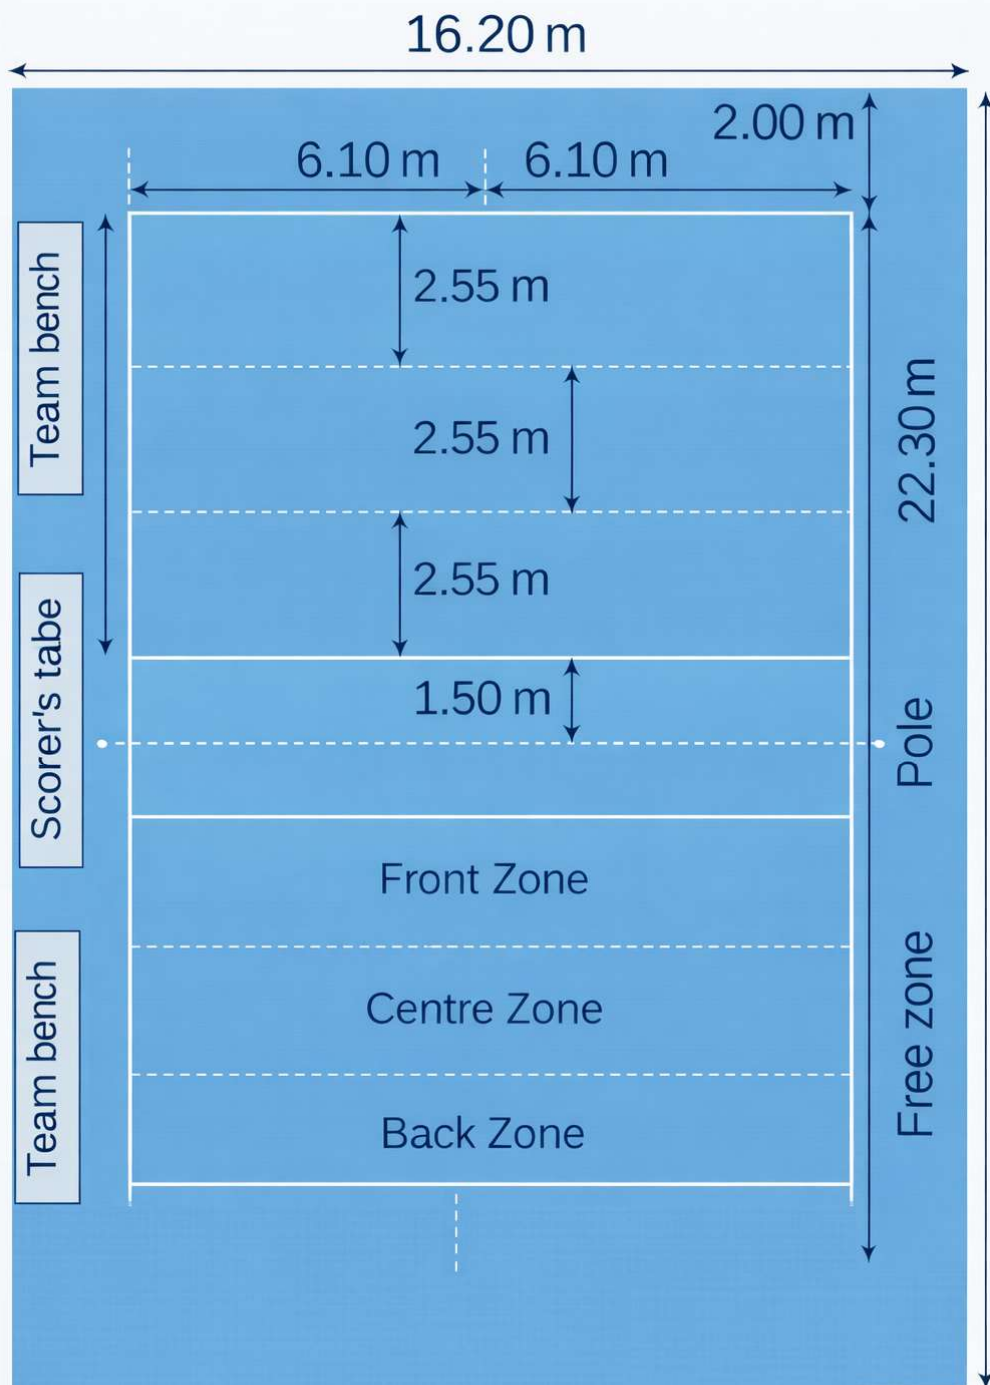 16.20 m
2.00 m
6.10 m
6.10 m
2.55 m
Team bench
22.30 m
2.55 m
2.55 m
Scorer's tabe
1.50 m
Pole
Front Zone
Free zone
Centre Zone
Team bench
Back Zone